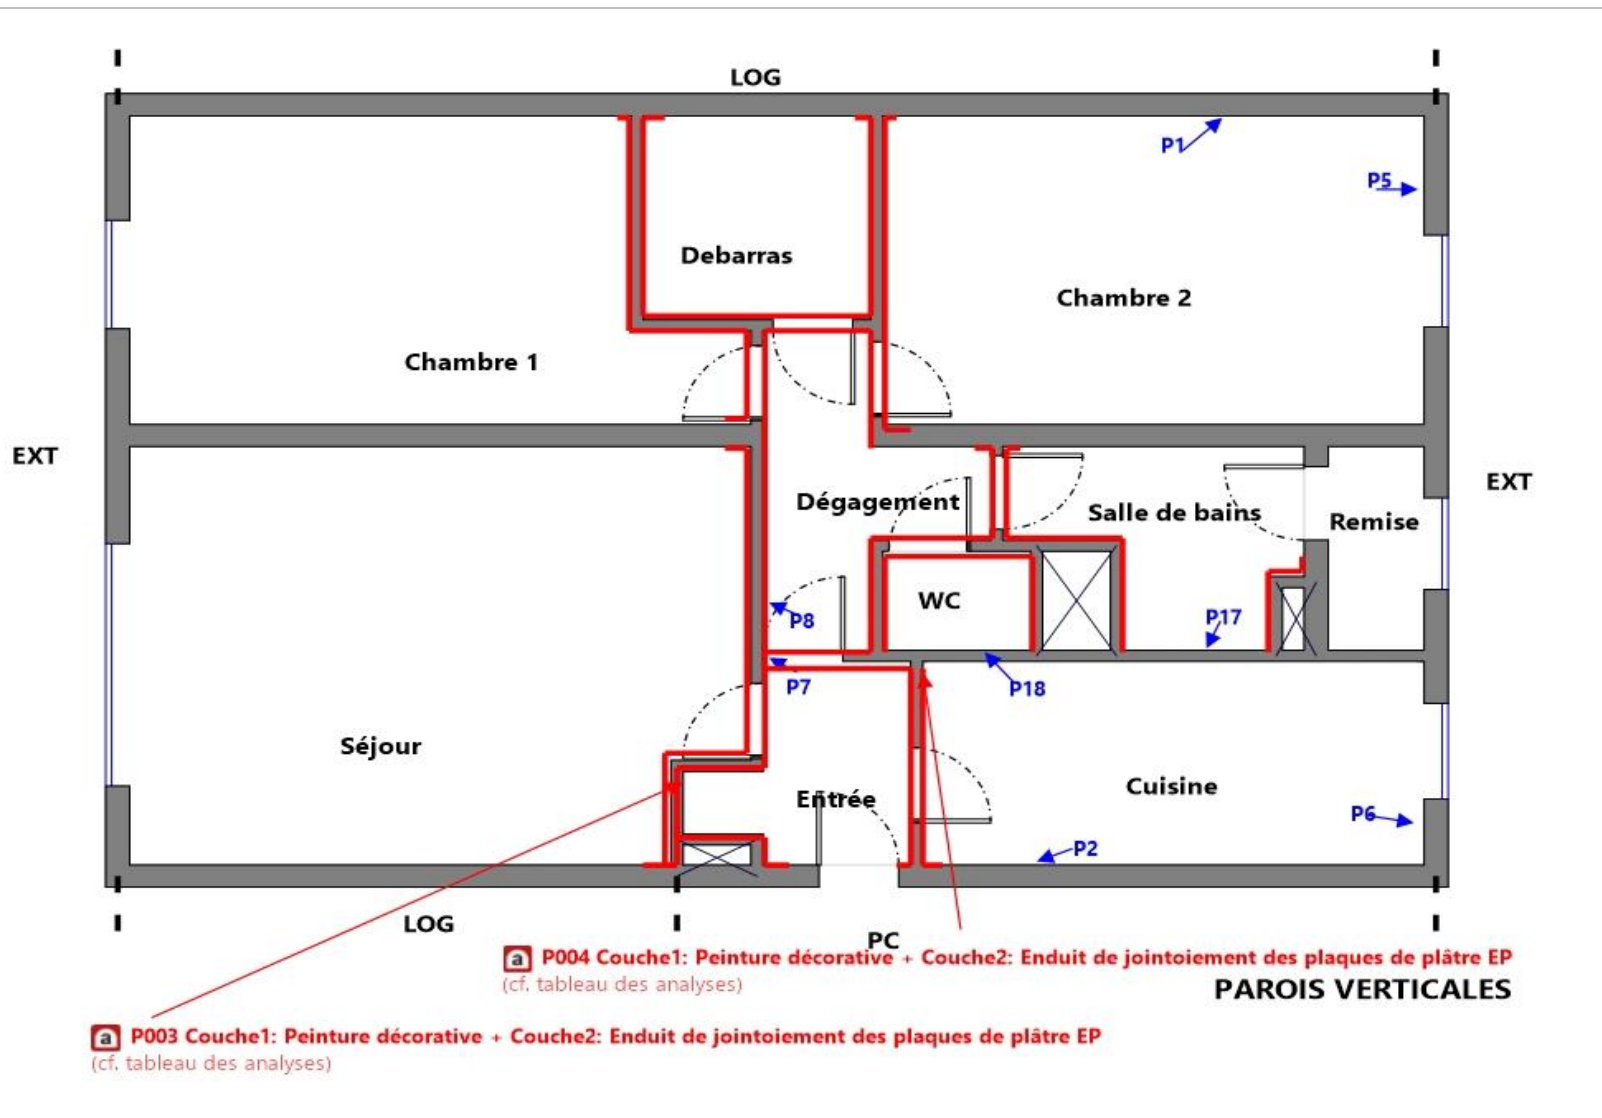 LOG
P1
P5
Debarras
Chambre 2
Chambre 1
EXT
EXT
Dégagement
Salle de bains
Remise
WC
P8
P17
P7
P18
Séjour
Entrée
Cuisine
P6
P2
LOG
PC
a P004 Couche1: Peinture décorative + Couche2: Enduit de jointoiement des plaques de plâtre EP
(cf. tableau des analyses)
PAROIS VERTICALES
a P003 Couche1: Peinture décorative + Couche2: Enduit de jointoiement des plaques de plâtre EP
(cf. tableau des analyses)